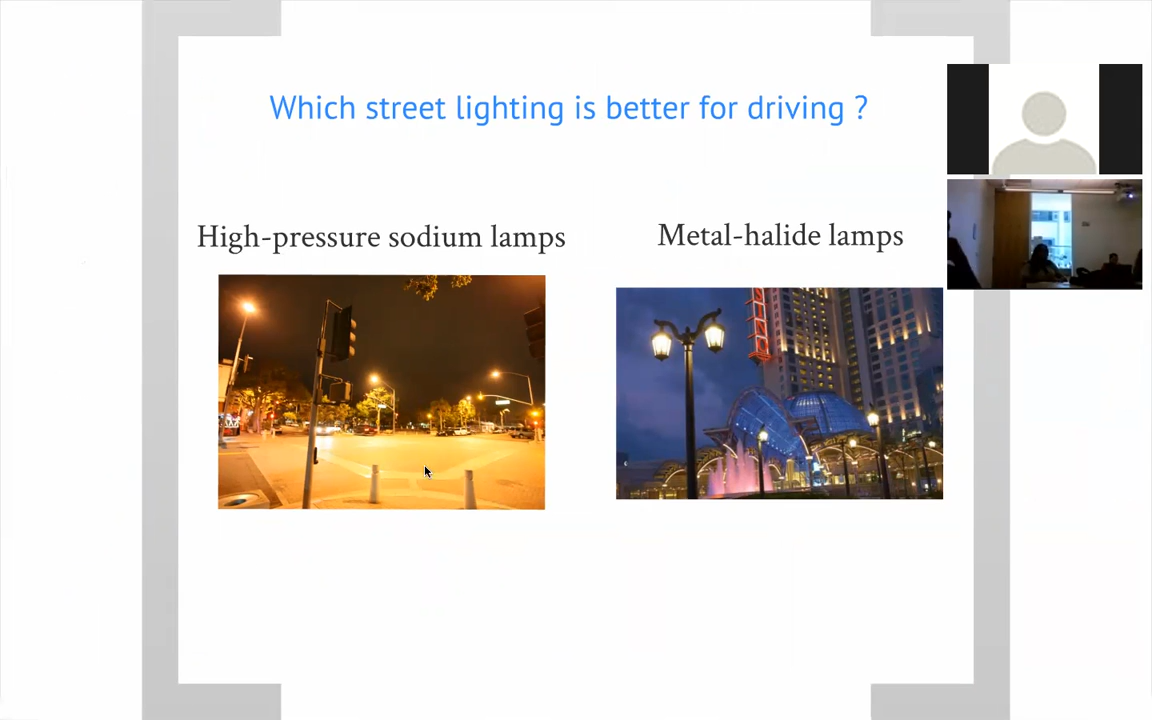 Which street lighting is better for driving ?
High-pressure sodium lamps
Metal-halide lamps